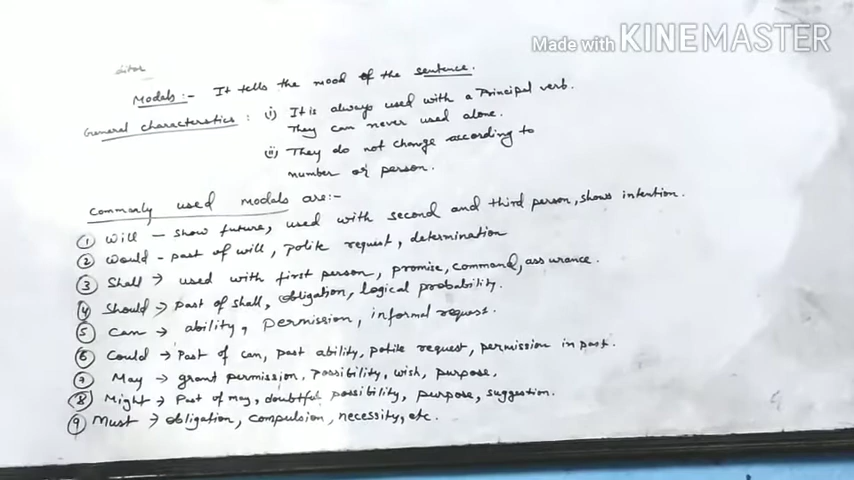 Made with KINEMASTER
Modals:- It tells the mood of the sentence.
General characterstics : (i) It is always used with a Principal verb.
They can never used alone.
(ii) They do not change according to
number or person.
Commonly used modals are:-
① Will - show future, used with second and third person, shows intention.
② Would - past of will, polite request, determination
③ Shall → used with first person, promise, command, assurance.
④ Should → past of shall, obligation, logical probability.
⑤ Can → ability, permission, informal request.
⑥ Could → Past of can, past ability, polite request, permission in past.
⑦ May → grant permission, possibility, wish, purpose.
⑧ Might → Past of may, doubtful possibility, purpose, suggestion.
⑨ Must → obligation, compulsion, necessity, etc.